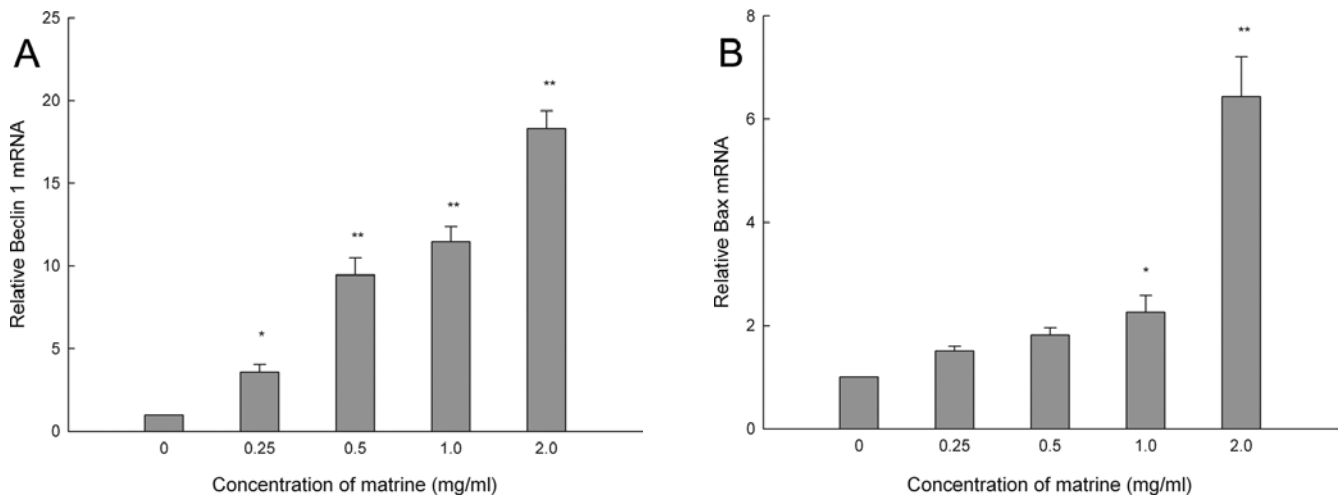 A
Relative Beclin 1 mRNA
25
20
15
10
5
0
*
**
**
**
0 0.25 0.5 1.0 2.0
Concentration of matrine (mg/ml)
B
Relative Bax mRNA
8
6
4
2
0
*
**
0 0.25 0.5 1.0 2.0
Concentration of matrine (mg/ml)